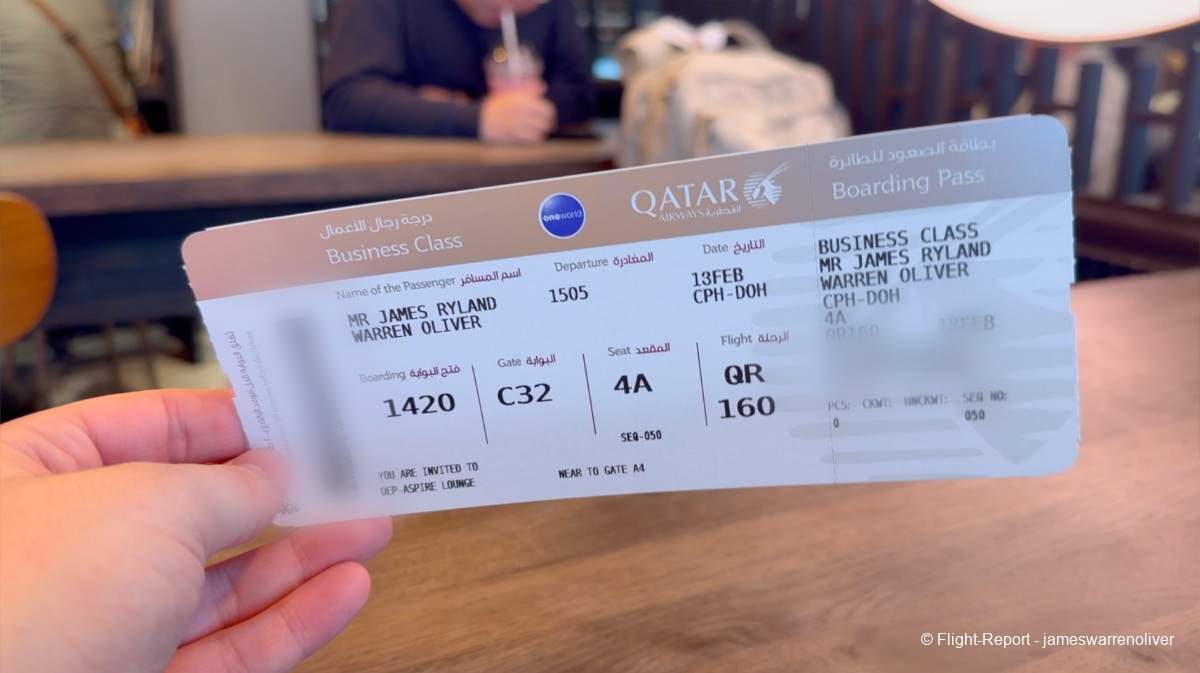 درجة رجال الأعمال
Business Class
oneworld
QATAR
AIRWAYS القطرية
بطاقة الصعود للطائرة
Boarding Pass
Name of the Passenger اسم المسافر
MR JAMES RYLAND
WARREN OLIVER
Departure المغادرة
1505
Date التاريخ
13FEB
CPH-DOH
Boarding فتح البوابة
1420
Gate البوابة
C32
Seat المقعد
4A
SEQ-050
Flight الرحلة
QR
160
YOU ARE INVITED TO
DEP-ASPIRE LOUNGE
NEAR TO GATE A4
BUSINESS CLASS
MR JAMES RYLAND
WARREN OLIVER
CPH-DOH
4A
QR160 13FEB
PCS: CKWT: UNCKWT: SEQ NO:
0 050
© Flight-Report - jameswarrenoliver